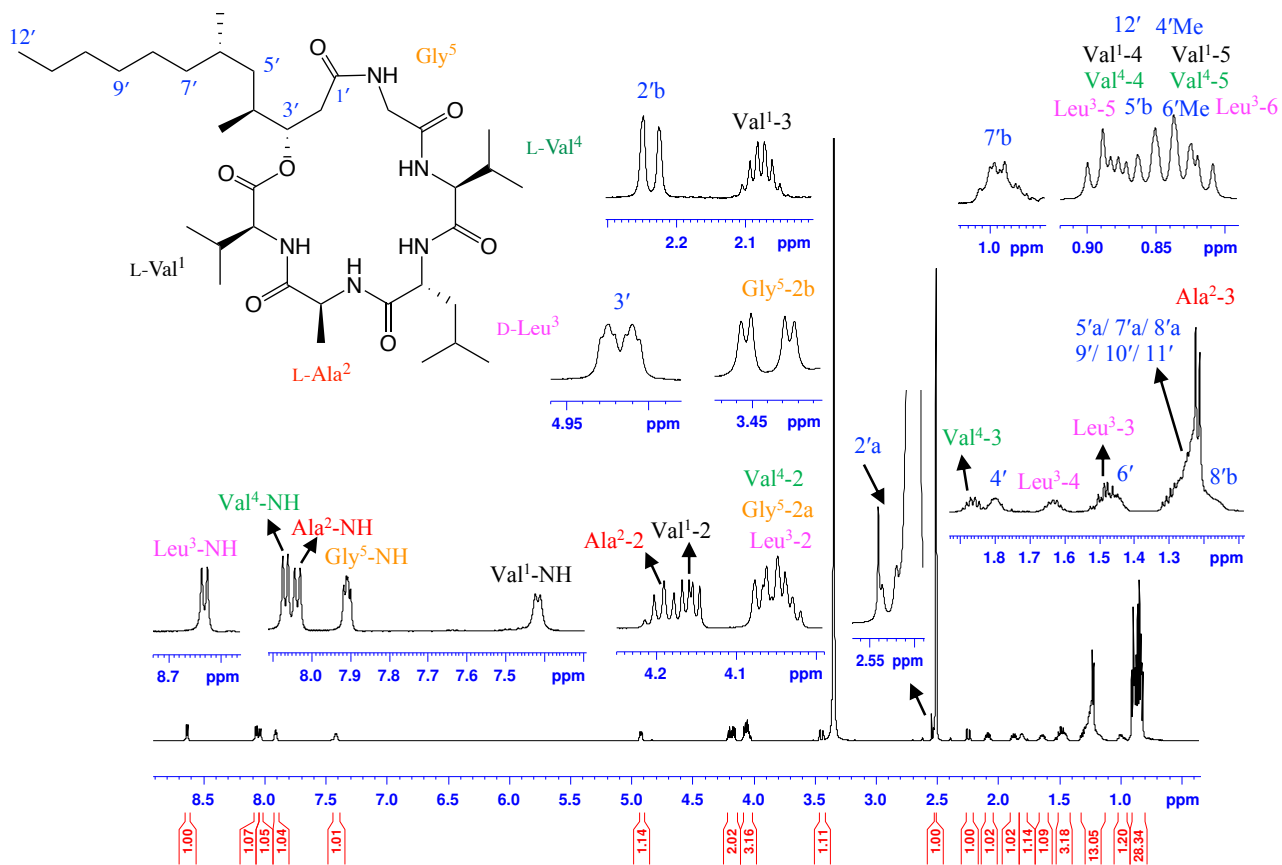 12′
9′
7′
5′
3′
1′
O
NH
Gly⁵
O
O
O
NH
L-Val⁴
NH
NH
O
NH
O
O
L-Val¹
D-Leu³
L-Ala²
2′b
Val¹-3
2.2 2.1 ppm
7′b
1.0 ppm
12′ 4′Me
Val¹-4 Val¹-5
Val⁴-4 Val⁴-5
Leu³-5 5′b 6′Me Leu³-6
0.90 0.85 ppm
3′
4.95 ppm
Gly⁵-2b
3.45 ppm
Ala²-3
5′a/ 7′a/ 8′a
9′/ 10′/ 11′
Val⁴-3
4′
Leu³-4
Leu³-3
6′
8′b
1.8 1.7 1.6 1.5 1.4 1.3 ppm
2′a
2.55 ppm
Leu³-NH
8.7 ppm
Val⁴-NH
Ala²-NH
Gly⁵-NH
Val¹-NH
8.0 7.9 7.8 7.7 7.6 7.5 ppm
Val⁴-2
Gly⁵-2a
Leu³-2
Ala²-2
Val¹-2
4.2 4.1 ppm
8.5 8.0 7.5 7.0 6.5 6.0 5.5 5.0 4.5 4.0 3.5 3.0 2.5 2.0 1.5 1.0 ppm
1.00 1.07 1.05 1.04 1.01 1.14 2.02 3.16 1.11 1.00 1.00 1.02 1.02 1.14 1.09 3.18 13.05 1.20 28.34